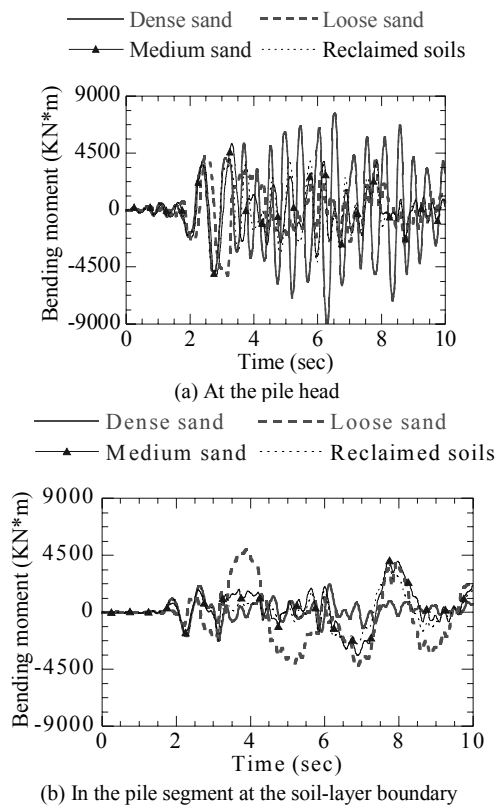 Dense sand Loose sand
Medium sand Reclaimed soils
Bending moment (KN*m)
9000
4500
0
-4500
-9000
0 2 4 6 8 10
Time (sec)
(a) At the pile head
Dense sand Loose sand
Medium sand Reclaimed soils
Bending moment (KN*m)
9000
4500
0
-4500
-9000
0 2 4 6 8 10
Time (sec)
(b) In the pile segment at the soil-layer boundary